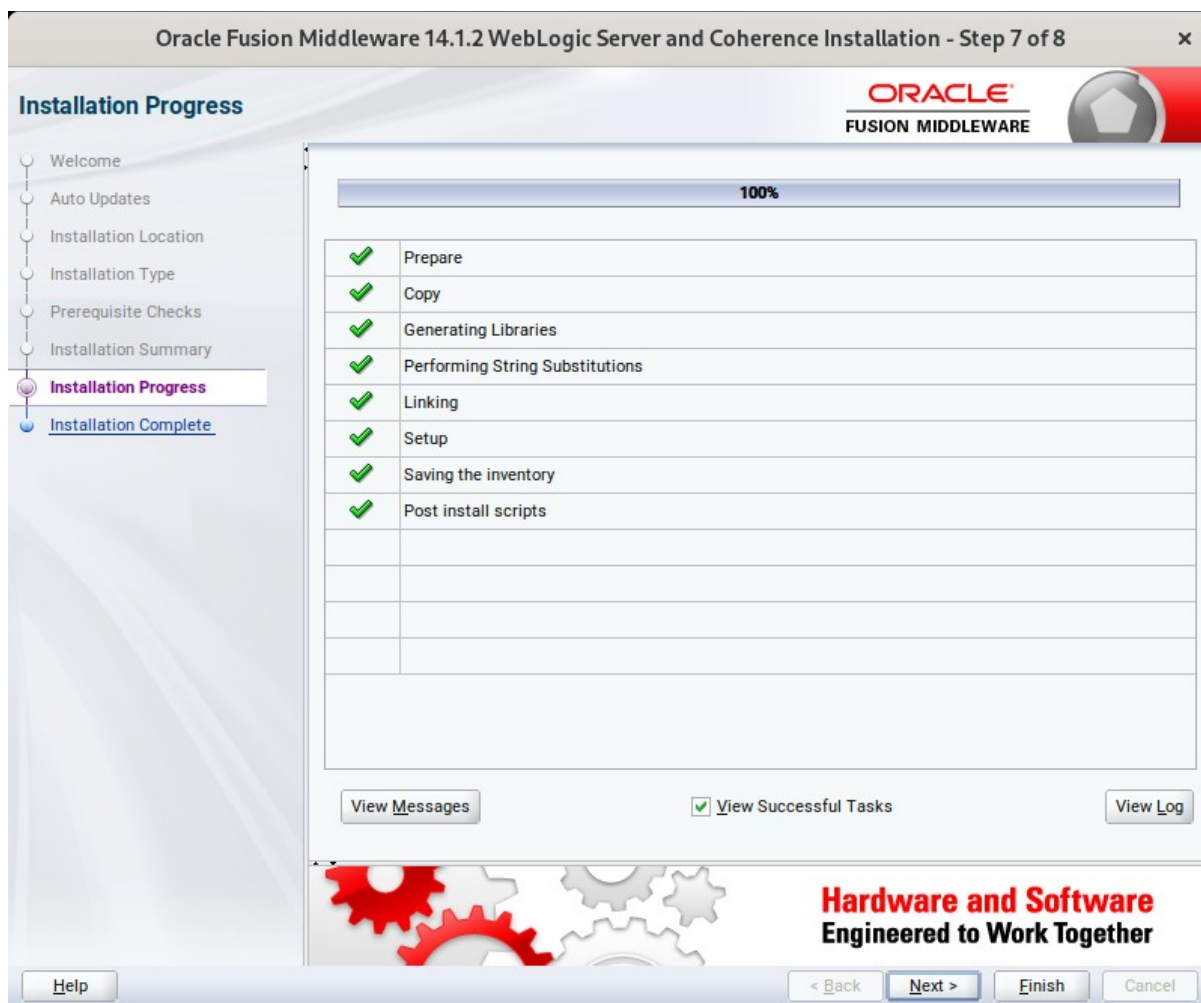 Oracle Fusion Middleware 14.1.2 WebLogic Server and Coherence Installation - Step 7 of 8
Installation Progress
ORACLE
FUSION MIDDLEWARE
Welcome
Auto Updates
Installation Location
Installation Type
Prerequisite Checks
Installation Summary
Installation Progress
Installation Complete
100%
Prepare
Copy
Generating Libraries
Performing String Substitutions
Linking
Setup
Saving the inventory
Post install scripts
View Messages
View Successful Tasks
View Log
Hardware and Software
Engineered to Work Together
Help
< Back
Next >
Finish
Cancel